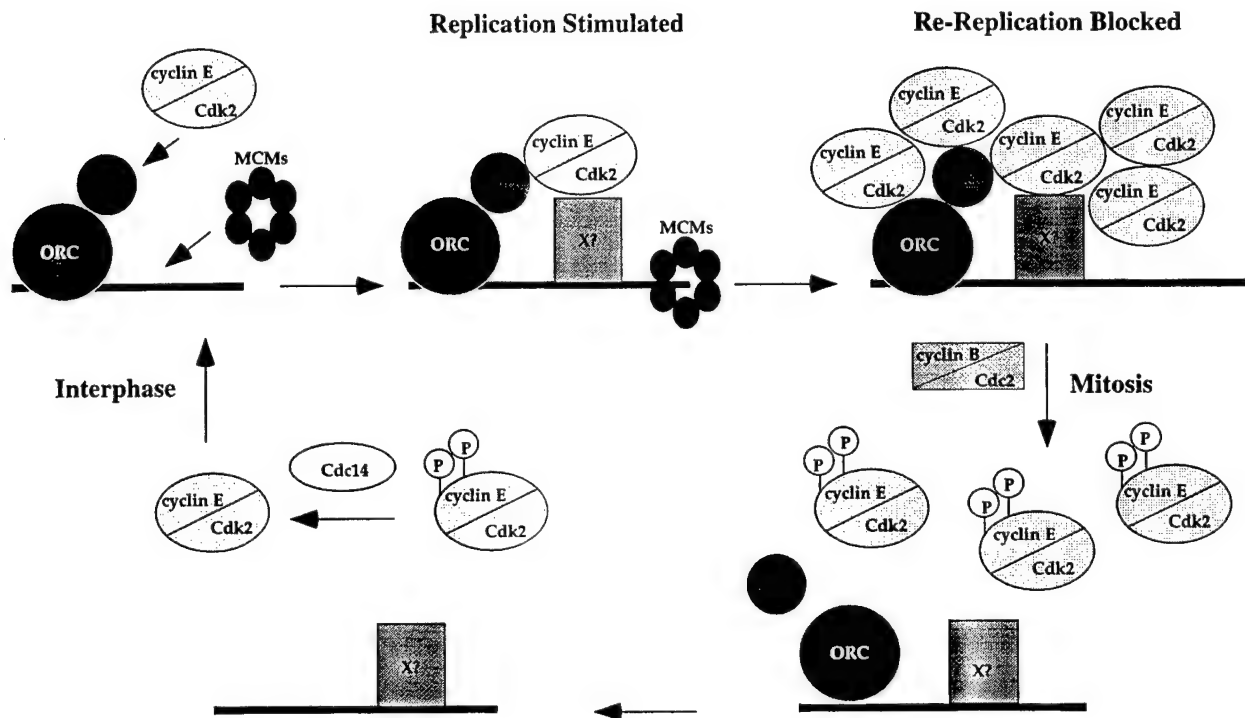 Replication Stimulated
Re-Replication Blocked
cyclin E
Cdk2
MCMs
ORC
cyclin E
Cdk2
X?
ORC
MCMs
cyclin E
Cdk2
cyclin E
Cdk2
cyclin E
Cdk2
cyclin E
Cdk2
cyclin E
Cdk2
ORC
X?
Interphase
cyclin B
Cdc2
Mitosis
P
P
cyclin E
Cdk2
P
P
cyclin E
Cdk2
P
P
cyclin E
Cdk2
Cdc14
P
P
cyclin E
Cdk2
cyclin E
Cdk2
ORC
X?
X?